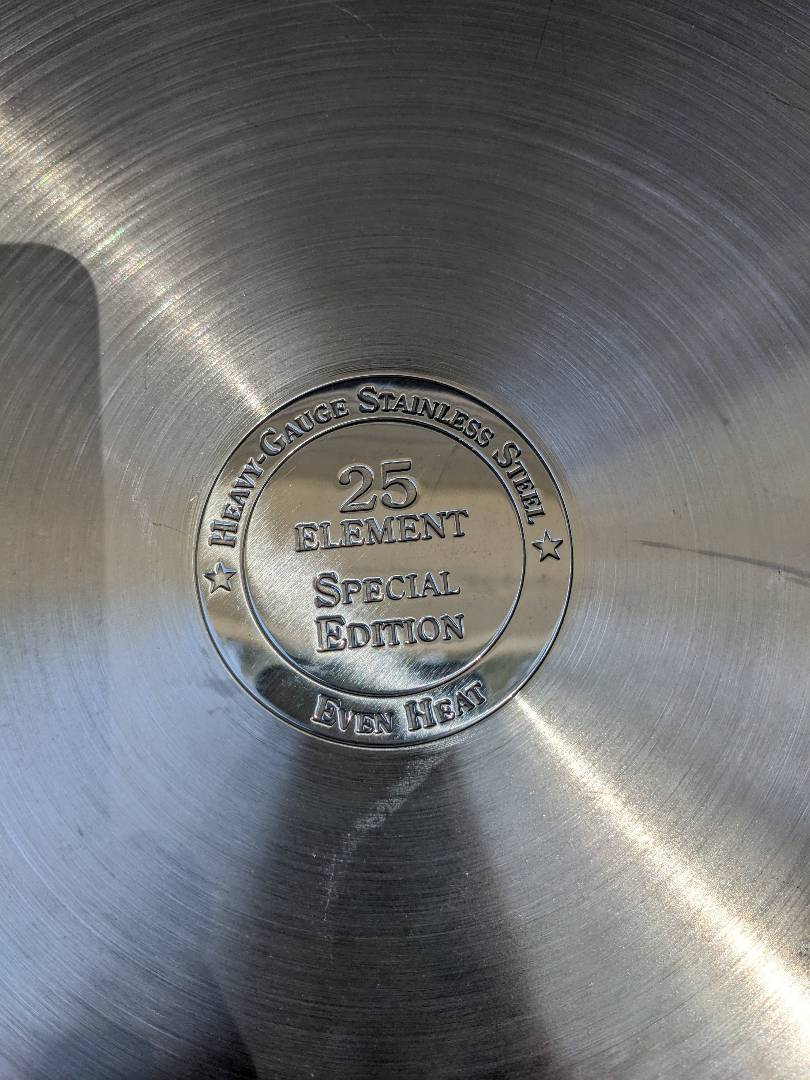 Heavy-Gauge Stainless Steel
25
ELEMENT
Special
Edition
Even Heat